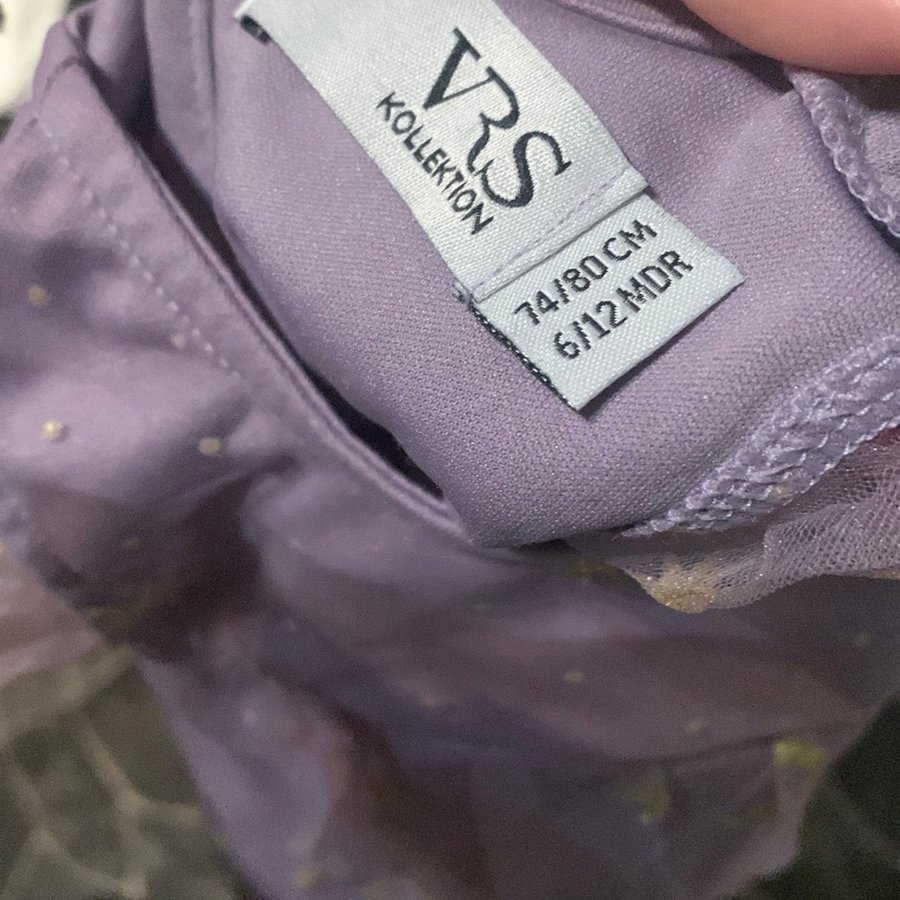 VRS
KOLLEKTION
74/80 CM
6/12 MDR